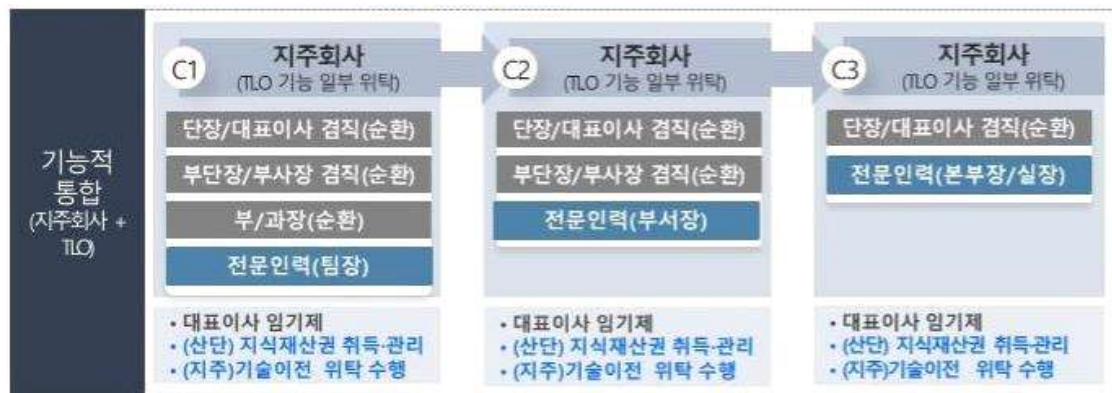 기능적
통합
(지주회사 +
TLO)
C1
지주회사
(TLO 기능 일부 위탁)
단장/대표이사 겸직(순환)
부단장/부사장 겸직(순환)
부/과장(순환)
전문인력(팀장)
• 대표이사 임기제
• (산단) 지식재산권 취득·관리
• (지주)기술이전 위탁 수행
C2
지주회사
(TLO 기능 일부 위탁)
단장/대표이사 겸직(순환)
부단장/부사장 겸직(순환)
전문인력(부서장)
• 대표이사 임기제
• (산단) 지식재산권 취득·관리
• (지주)기술이전 위탁 수행
C3
지주회사
(TLO 기능 일부 위탁)
단장/대표이사 겸직(순환)
전문인력(본부장/실장)
• 대표이사 임기제
• (산단) 지식재산권 취득·관리
• (지주)기술이전 위탁 수행